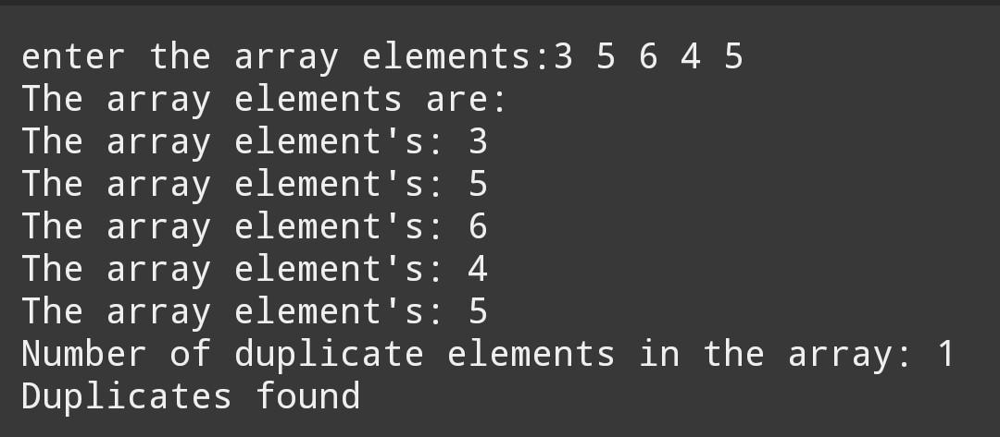 enter the array elements:3 5 6 4 5
The array elements are:
The array element's: 3
The array element's: 5
The array element's: 6
The array element's: 4
The array element's: 5
Number of duplicate elements in the array: 1
Duplicates found